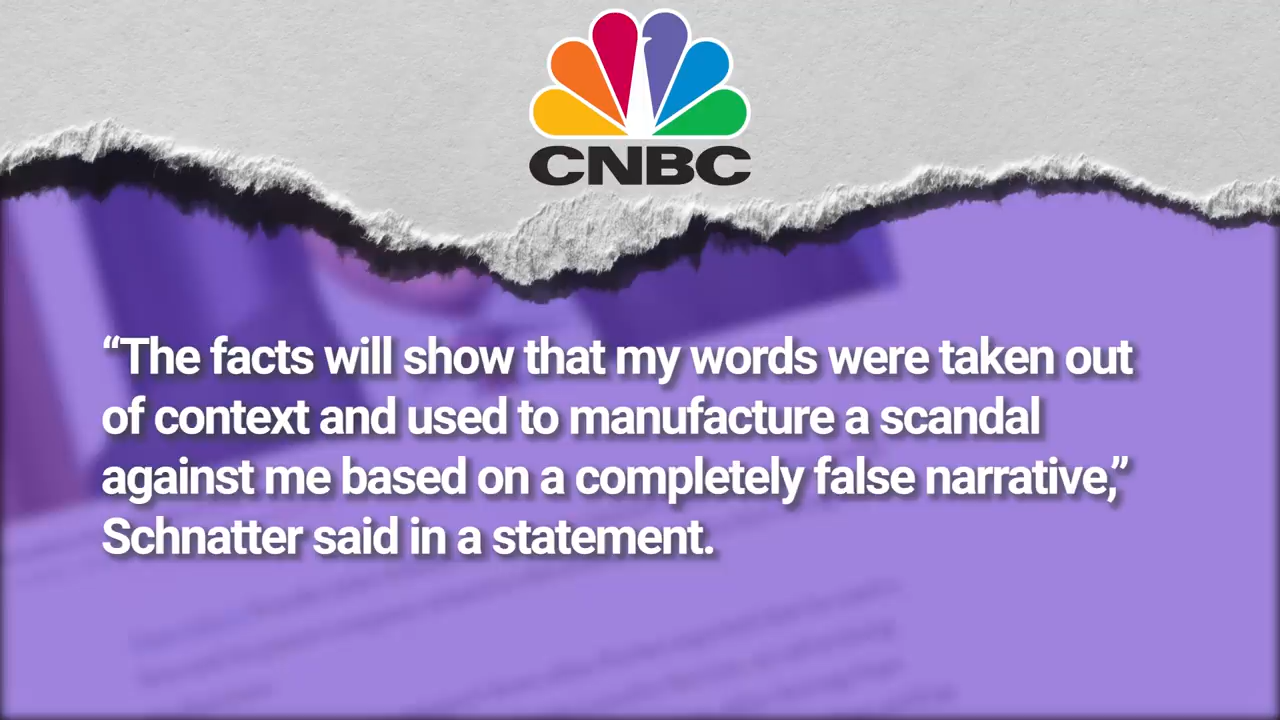 CNBC
“The facts will show that my words were taken out
of context and used to manufacture a scandal
against me based on a completely false narrative,”
Schnatter said in a statement.